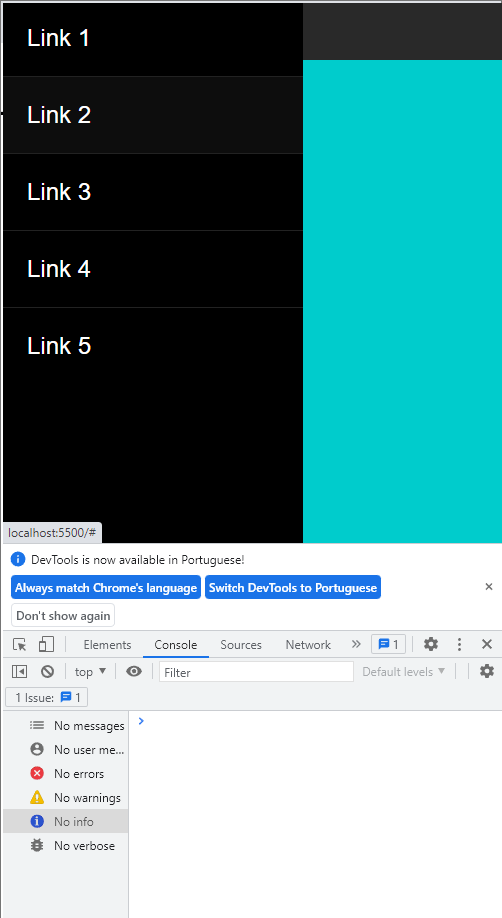 Link 1
Link 2
Link 3
Link 4
Link 5
localhost:5500/#
DevTools is now available in Portuguese!
Always match Chrome's language Switch DevTools to Portuguese
Don't show again
Elements Console Sources Network » 1
top Filter Default levels
1 Issue: 1
No messages
No user me...
No errors
No warnings
No info
No verbose